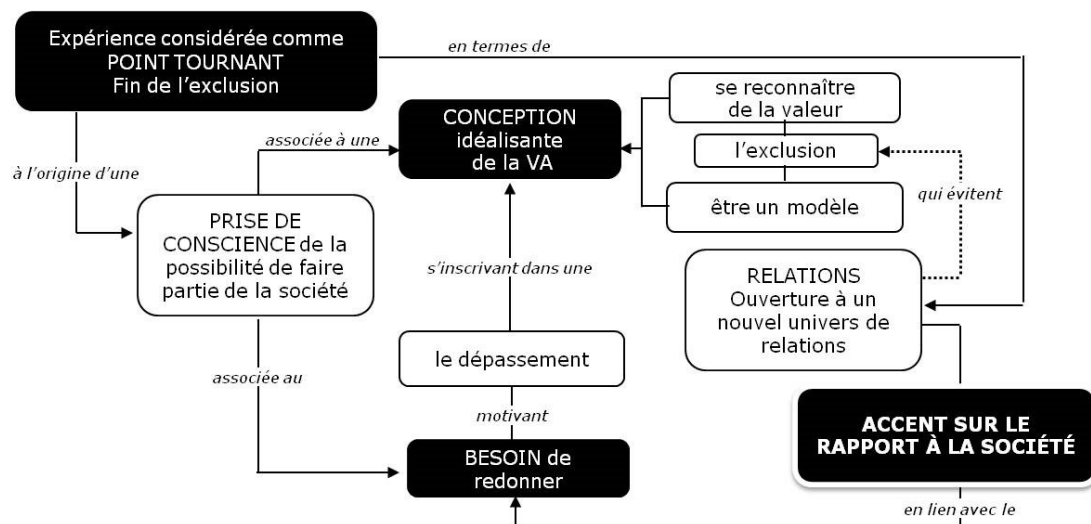 Expérience considérée comme
POINT TOURNANT
Fin de l'exclusion
en termes de
se reconnaître
de la valeur
l'exclusion
être un modèle
CONCEPTION
idéalisante
de la VA
associée à une
à l'origine d'une
qui évitent
PRISE DE
CONSCIENCE de la
possibilité de faire
partie de la société
s'inscrivant dans une
RELATIONS
Ouverture à un
nouvel univers de
relations
le dépassement
associée au
motivant
ACCENT SUR LE
RAPPORT À LA SOCIÉTÉ
BESOIN de
redonner
en lien avec le